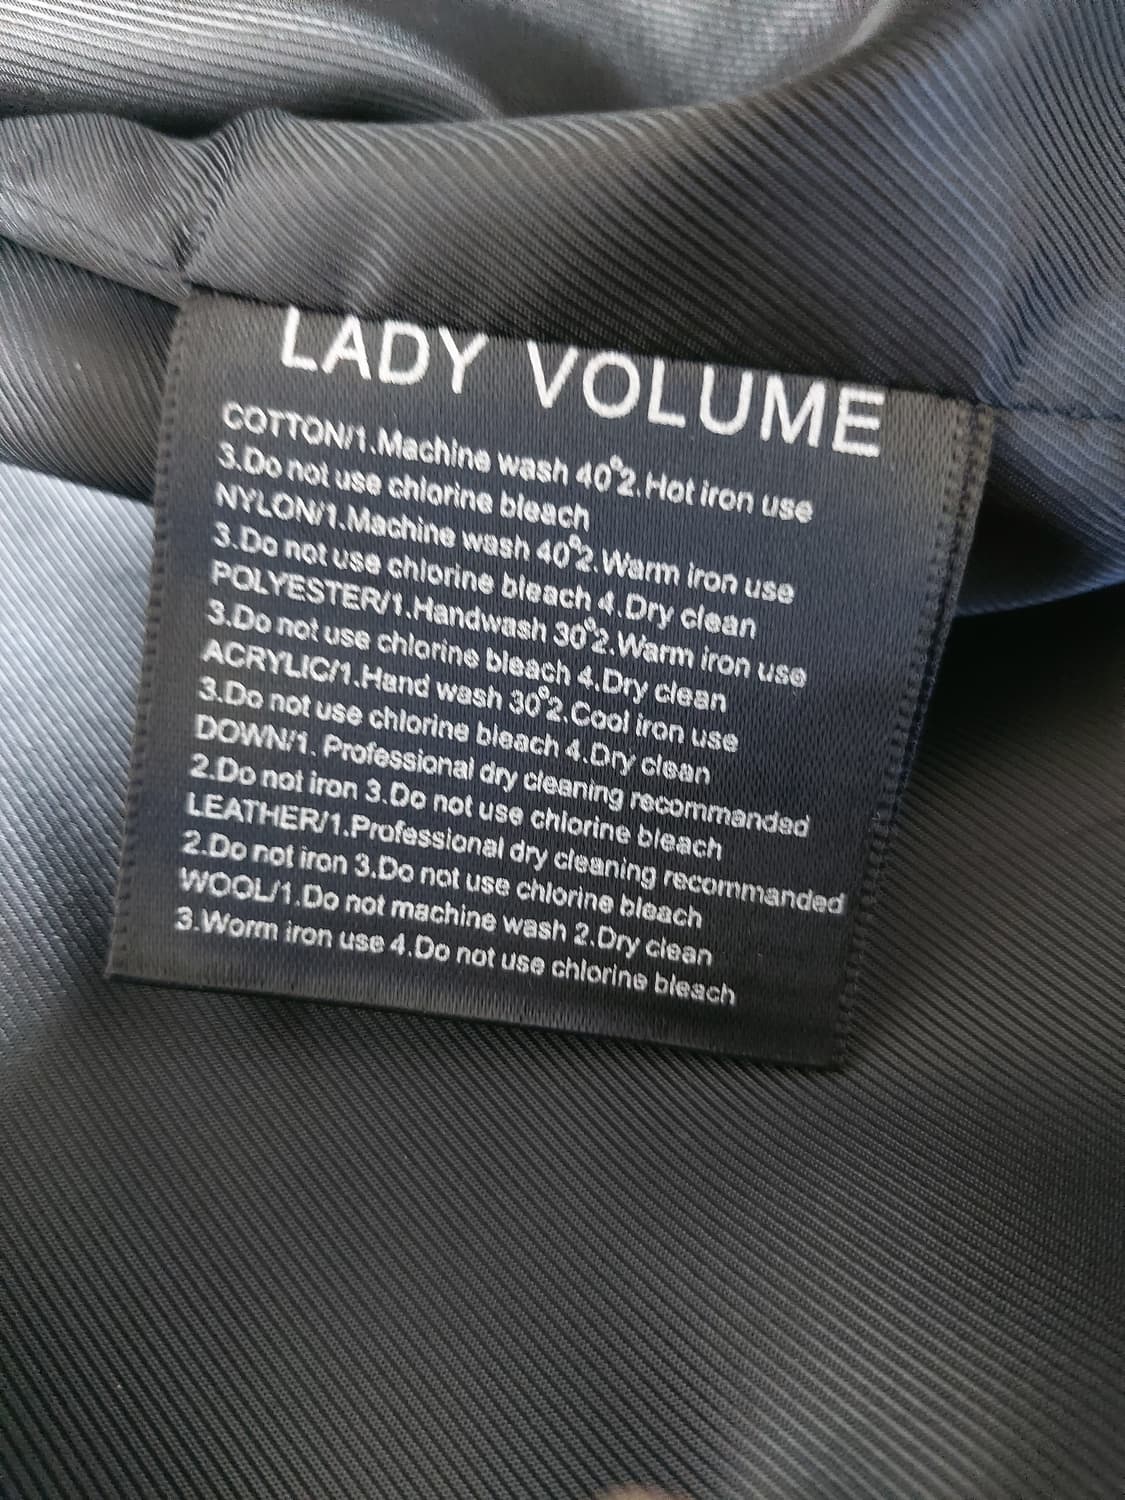 LADY VOLUME
COTTON/1.Machine wash 40°2.Hot iron use
3.Do not use chlorine bleach
NYLON/1.Machine wash 40°2.Warm iron use
3.Do not use chlorine bleach 4.Dry clean
POLYESTER/1.Handwash 30°2.Warm iron use
3.Do not use chlorine bleach 4.Dry clean
ACRYLIC/1.Hand wash 30°2.Cool iron use
3.Do not use chlorine bleach 4.Dry clean
DOWN/1. Professional dry cleaning recommanded
2.Do not iron 3.Do not use chlorine bleach
LEATHER/1.Professional dry cleaning recommanded
2.Do not iron 3.Do not use chlorine bleach
WOOL/1.Do not machine wash 2.Dry clean
3.Worm iron use 4.Do not use chlorine bleach